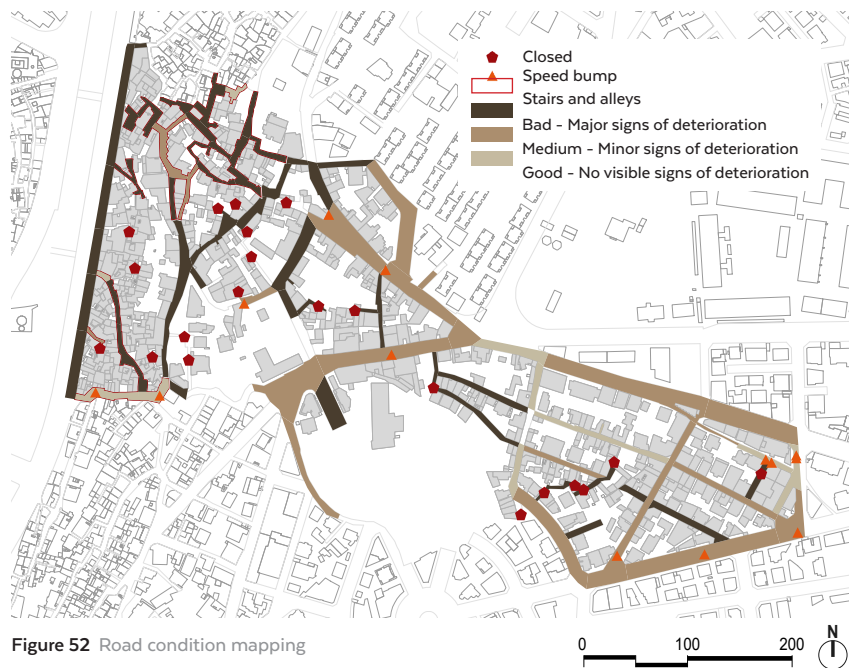 Closed
Speed bump
Stairs and alleys
Bad - Major signs of deterioration
Medium - Minor signs of deterioration
Good - No visible signs of deterioration
Figure 52 Road condition mapping
0 100 200
N